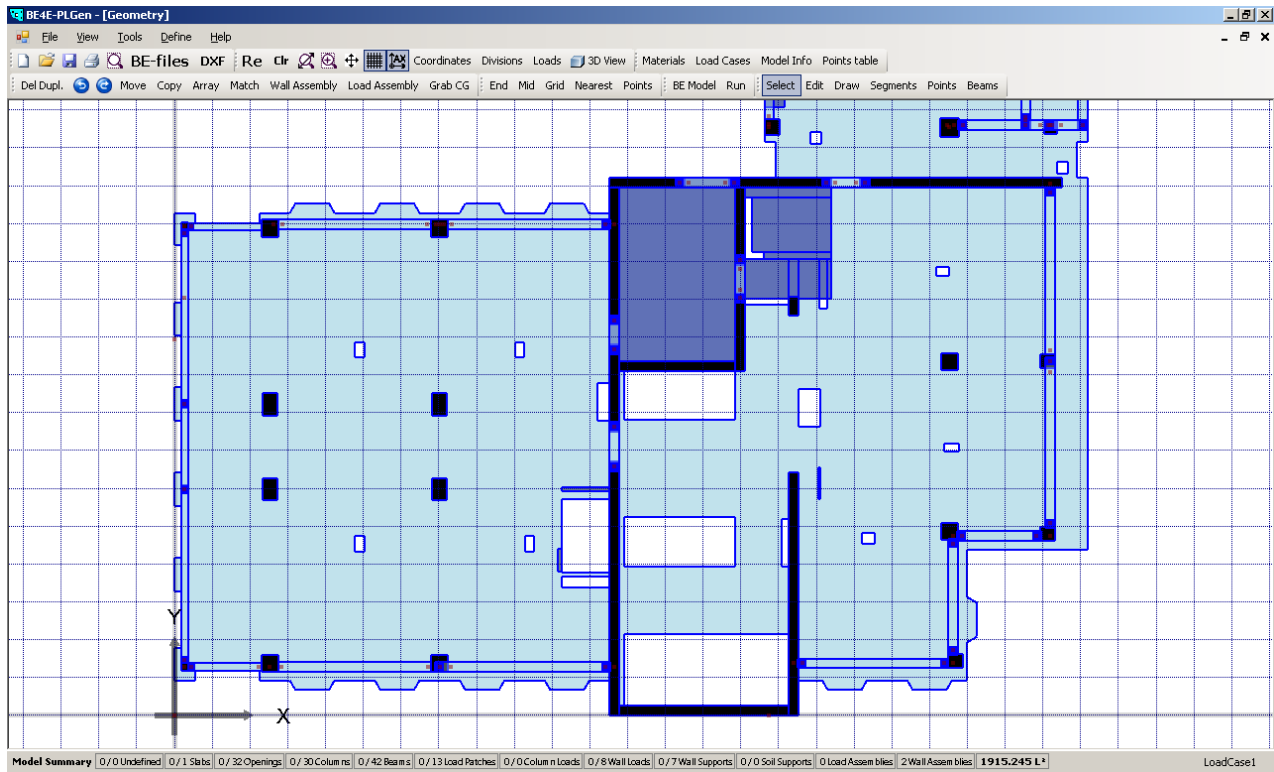 BE4E-PLGen - [Geometry]
File View Tools Define Help
BE-files DXF Re Clr Coordinates Divisions Loads 3D View Materials Load Cases Model Info Points table
Del Dupl. Move Copy Array Match Wall Assembly Load Assembly Grab CG End Mid Grid Nearest Points BE Model Run Select Edit Draw Segments Points Beams
Y
X
Model Summary 0 / 0 Undefined 0 / 1 Slabs 0 / 32 Openings 0 / 30 Columns 0 / 42 Beams 0 / 13 Load Patches 0 / 0 Column Loads 0 / 8 Wall Loads 0 / 7 Wall Supports 0 / 0 Soil Supports 0 Load Assemblies 2 Wall Assemblies 1915.245 L² LoadCase1